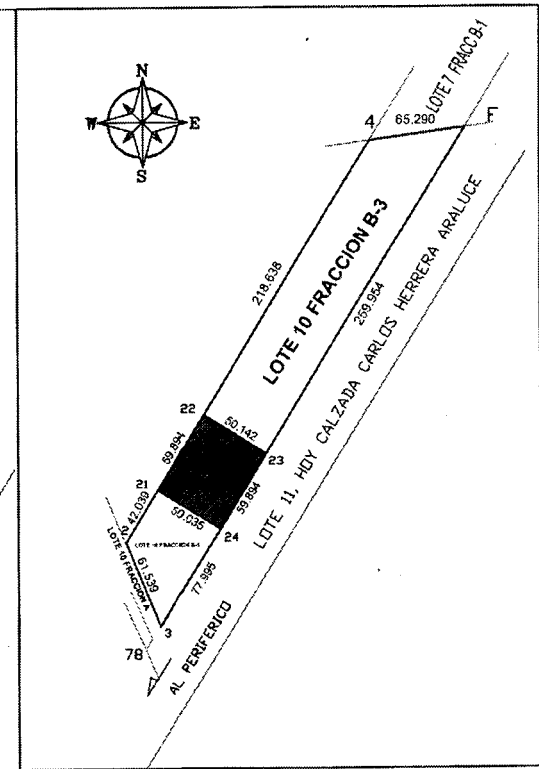 N
W E
S
LOTE 7 FRACC B-1
4
65.290
F
218.638
LOTE 10 FRACCION B-3
259.954
LOTE 11, HOY CALZADA CARLOS HERRERA ARALUCE
22
50.142
59.894
23
21
59.894
42.039
50.035
24
2
LOTE 10 FRACCION A
61.539
77.995
3
78
AL PERIFERICO